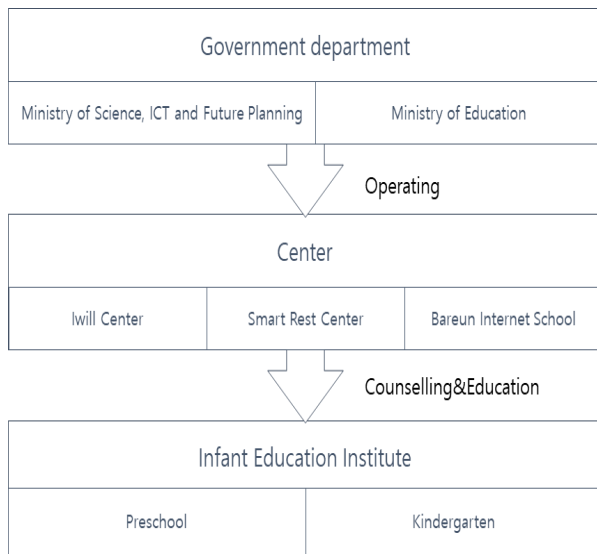 Government department
Ministry of Science, ICT and Future Planning
Ministry of Education
Operating
Center
Iwill Center
Smart Rest Center
Bareun Internet School
Counselling&Education
Infant Education Institute
Preschool
Kindergarten